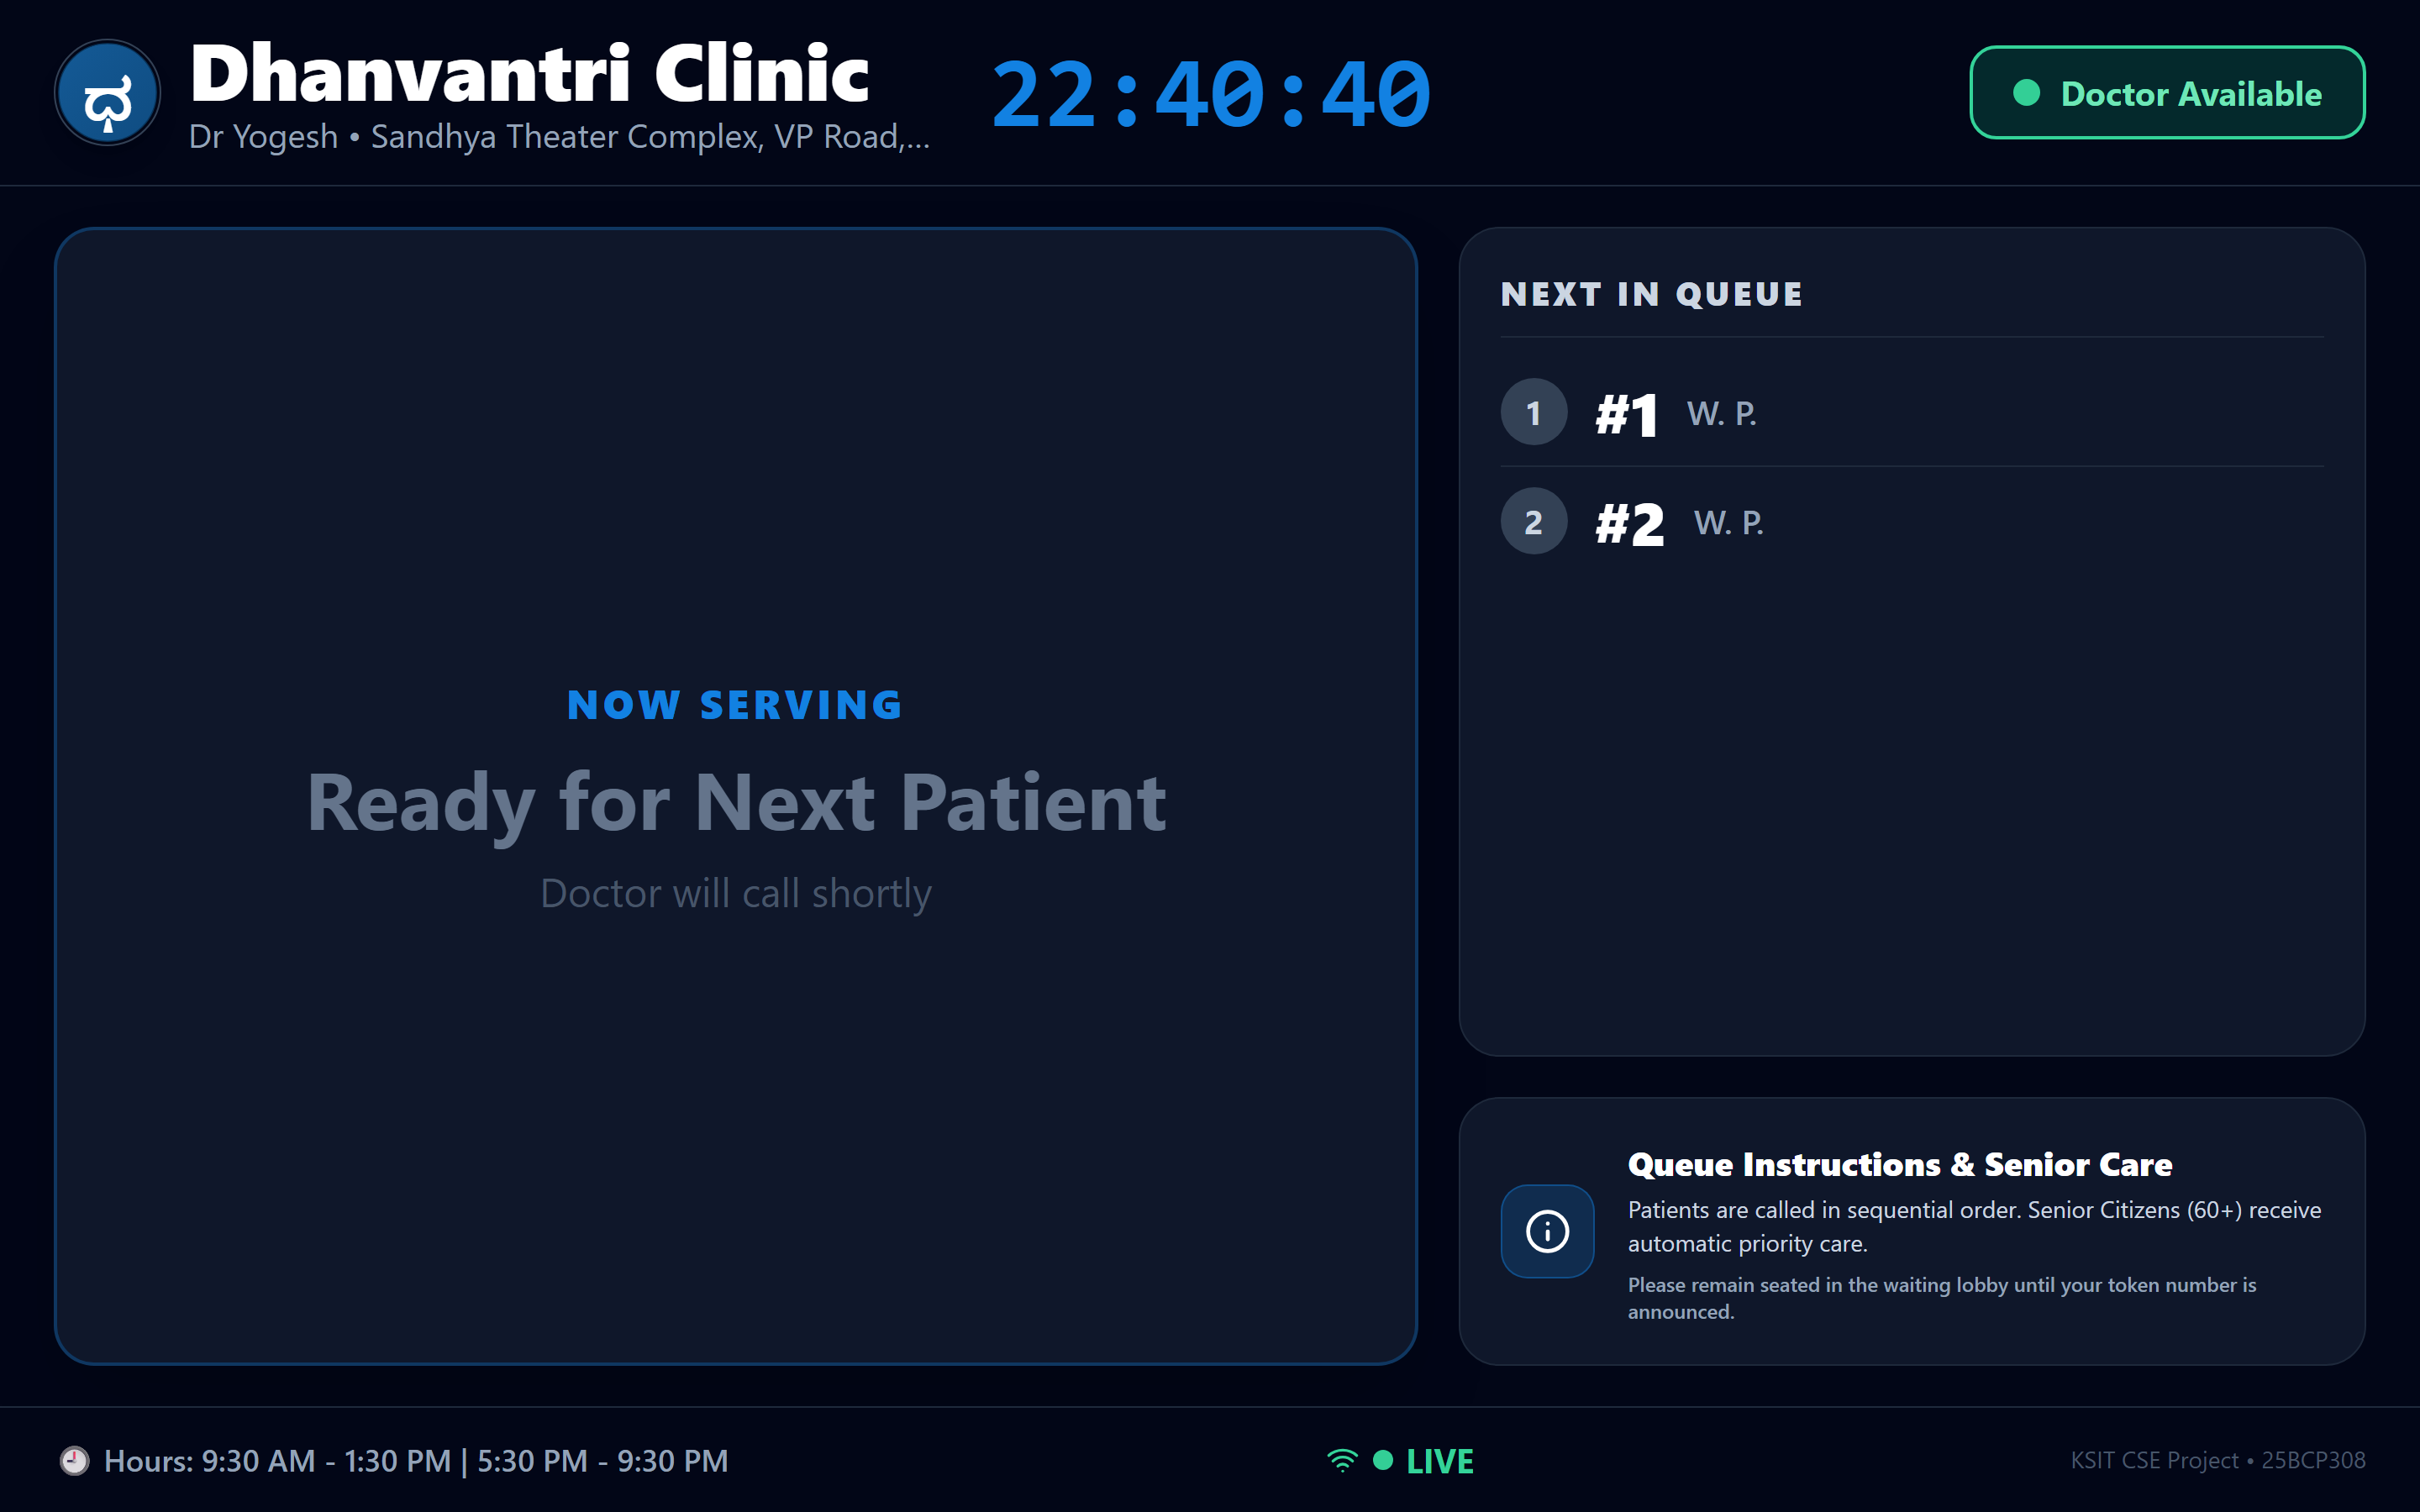 ದ
Dhanvantri Clinic
Dr Yogesh • Sandhya Theater Complex, VP Road,...
22:40:40
Doctor Available
NOW SERVING
Ready for Next Patient
Doctor will call shortly
NEXT IN QUEUE
1 #1 W. P.
2 #2 W. P.
Queue Instructions & Senior Care
Patients are called in sequential order. Senior Citizens (60+) receive
automatic priority care.
Please remain seated in the waiting lobby until your token number is
announced.
Hours: 9:30 AM - 1:30 PM | 5:30 PM - 9:30 PM
LIVE
KSIT CSE Project • 25BCP308